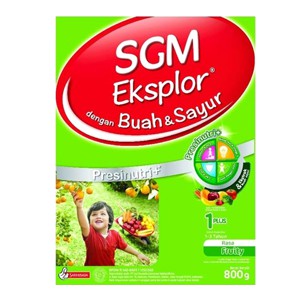 SGM
Eksplor®
dengan Buah & Sayur
Presinutri+
Presinutri+
1 PLUS
1-3 Tahun
Rasa
Fruity
800g